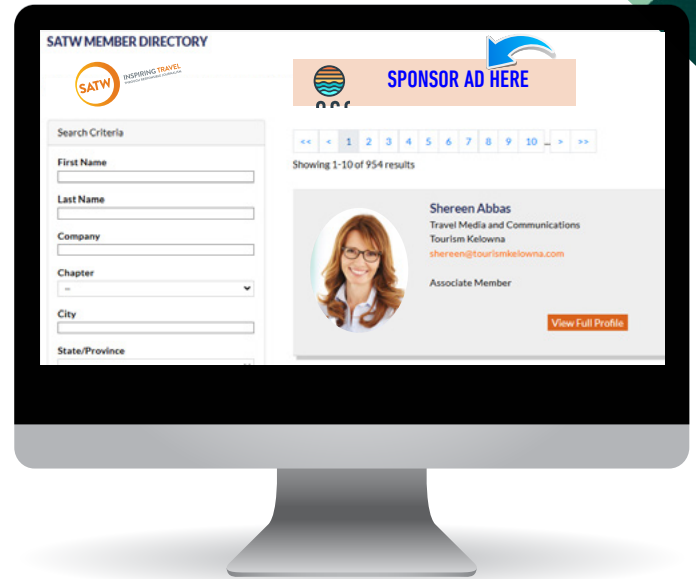 SATW MEMBER DIRECTORY
SATW
INSPIRING TRAVEL
SPONSOR AD HERE
Search Criteria
<< < 1 2 3 4 5 6 7 8 9 10 ... > >>
First Name
Showing 1-10 of 954 results
Last Name
Company
Chapter
--
City
State/Province
Shereen Abbas
Travel Media and Communications
Tourism Kelowna
shereen@tourismkelowna.com
Associate Member
View Full Profile